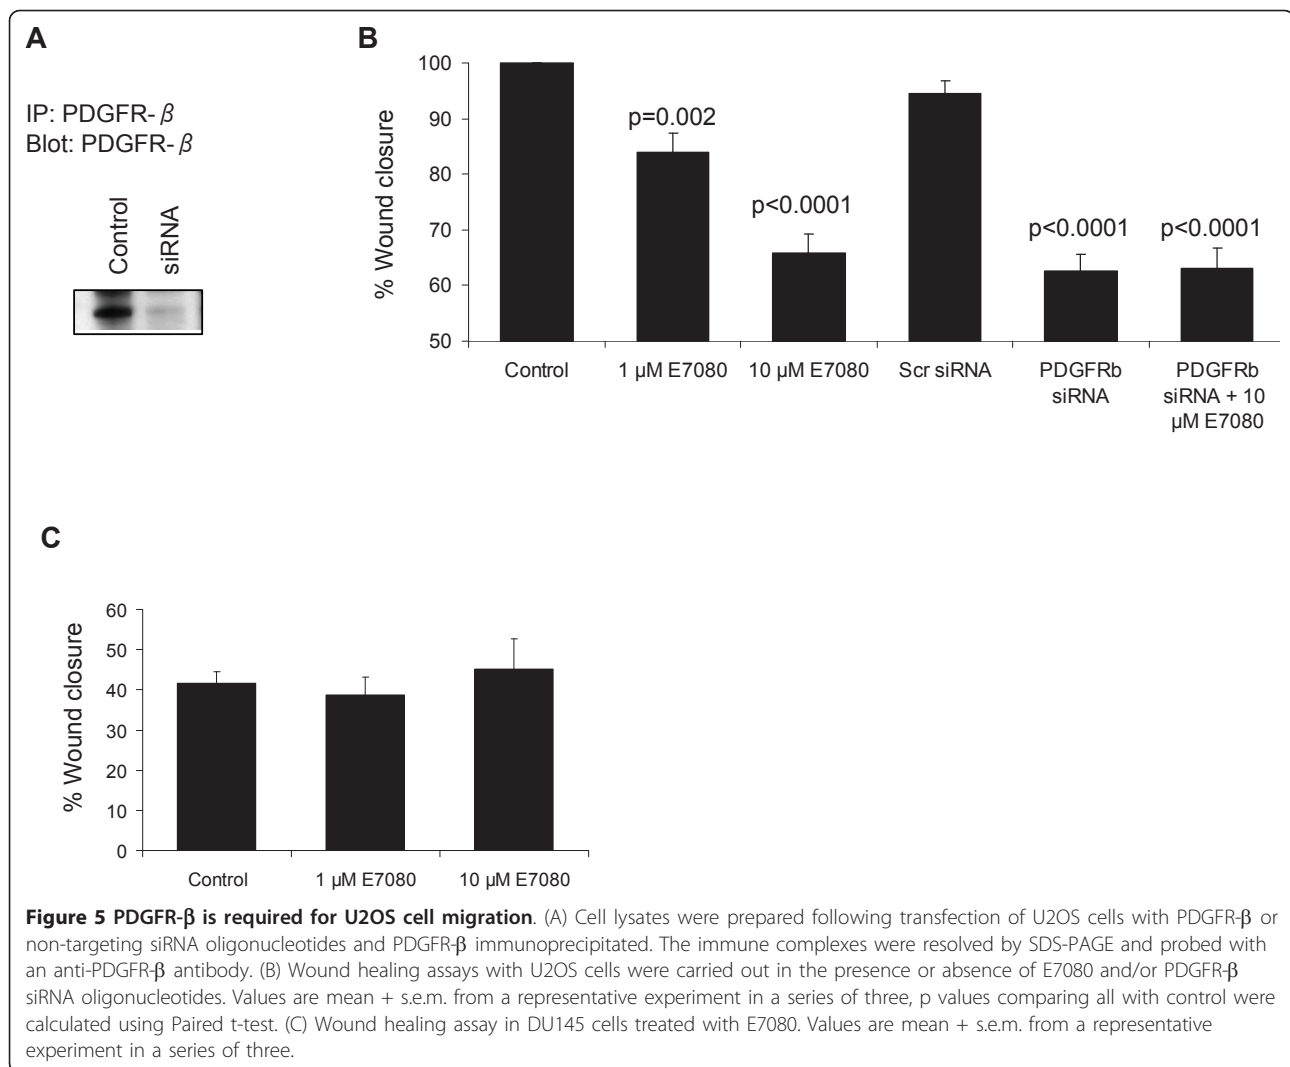 A
IP: PDGFR-β
Blot: PDGFR-β
Control
siRNA
B
% Wound closure
100
90
80
70
60
50
p=0.002
p<0.0001
p<0.0001
p<0.0001
Control
1 µM E7080
10 µM E7080
Scr siRNA
PDGFRb
siRNA
PDGFRb
siRNA + 10
µM E7080
C
% Wound closure
60
50
40
30
20
10
0
Control
1 µM E7080
10 µM E7080
Figure 5 PDGFR-β is required for U2OS cell migration. (A) Cell lysates were prepared following transfection of U2OS cells with PDGFR-β or
non-targeting siRNA oligonucleotides and PDGFR-β immunoprecipitated. The immune complexes were resolved by SDS-PAGE and probed with
an anti-PDGFR-β antibody. (B) Wound healing assays with U2OS cells were carried out in the presence or absence of E7080 and/or PDGFR-β
siRNA oligonucleotides. Values are mean + s.e.m. from a representative experiment in a series of three, p values comparing all with control were
calculated using Paired t-test. (C) Wound healing assay in DU145 cells treated with E7080. Values are mean + s.e.m. from a representative
experiment in a series of three.